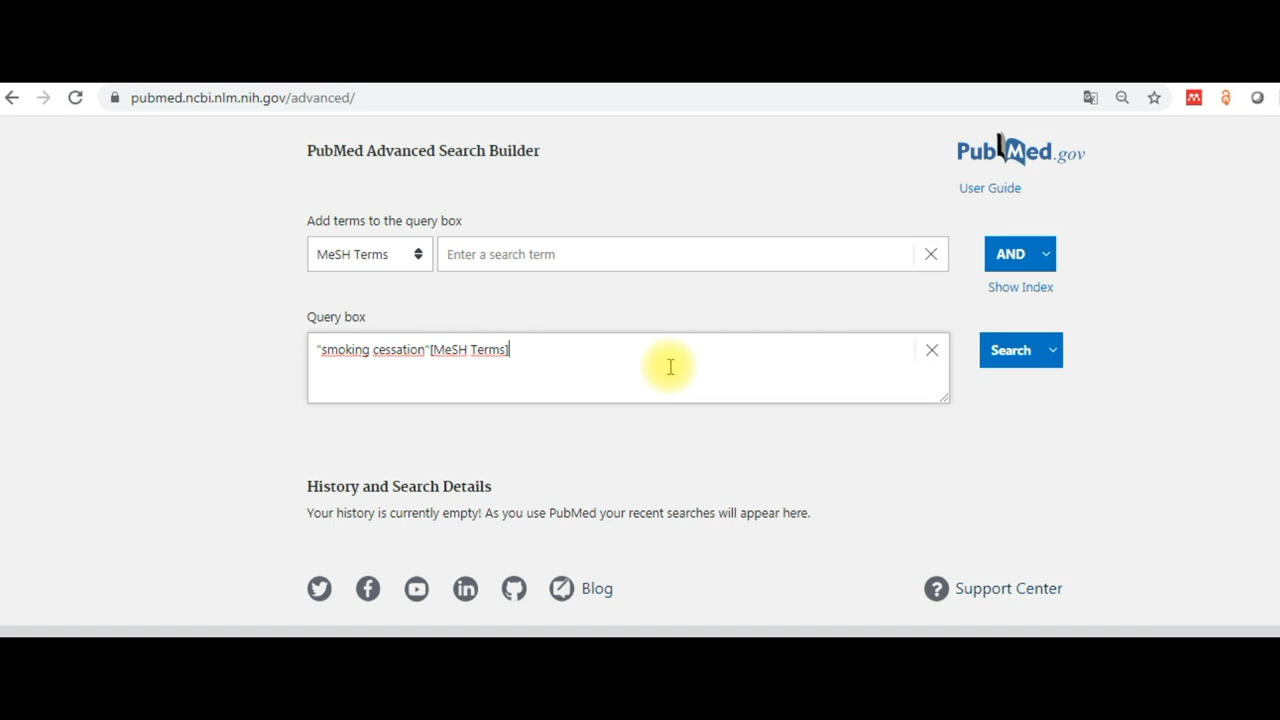 pubmed.ncbi.nlm.nih.gov/advanced/
PubMed Advanced Search Builder
PubMed.gov
User Guide
Add terms to the query box
MeSH Terms
Enter a search term
AND
Show Index
Query box
"smoking cessation"[MeSH Terms]
Search
History and Search Details
Your history is currently empty! As you use PubMed your recent searches will appear here.
Blog
Support Center